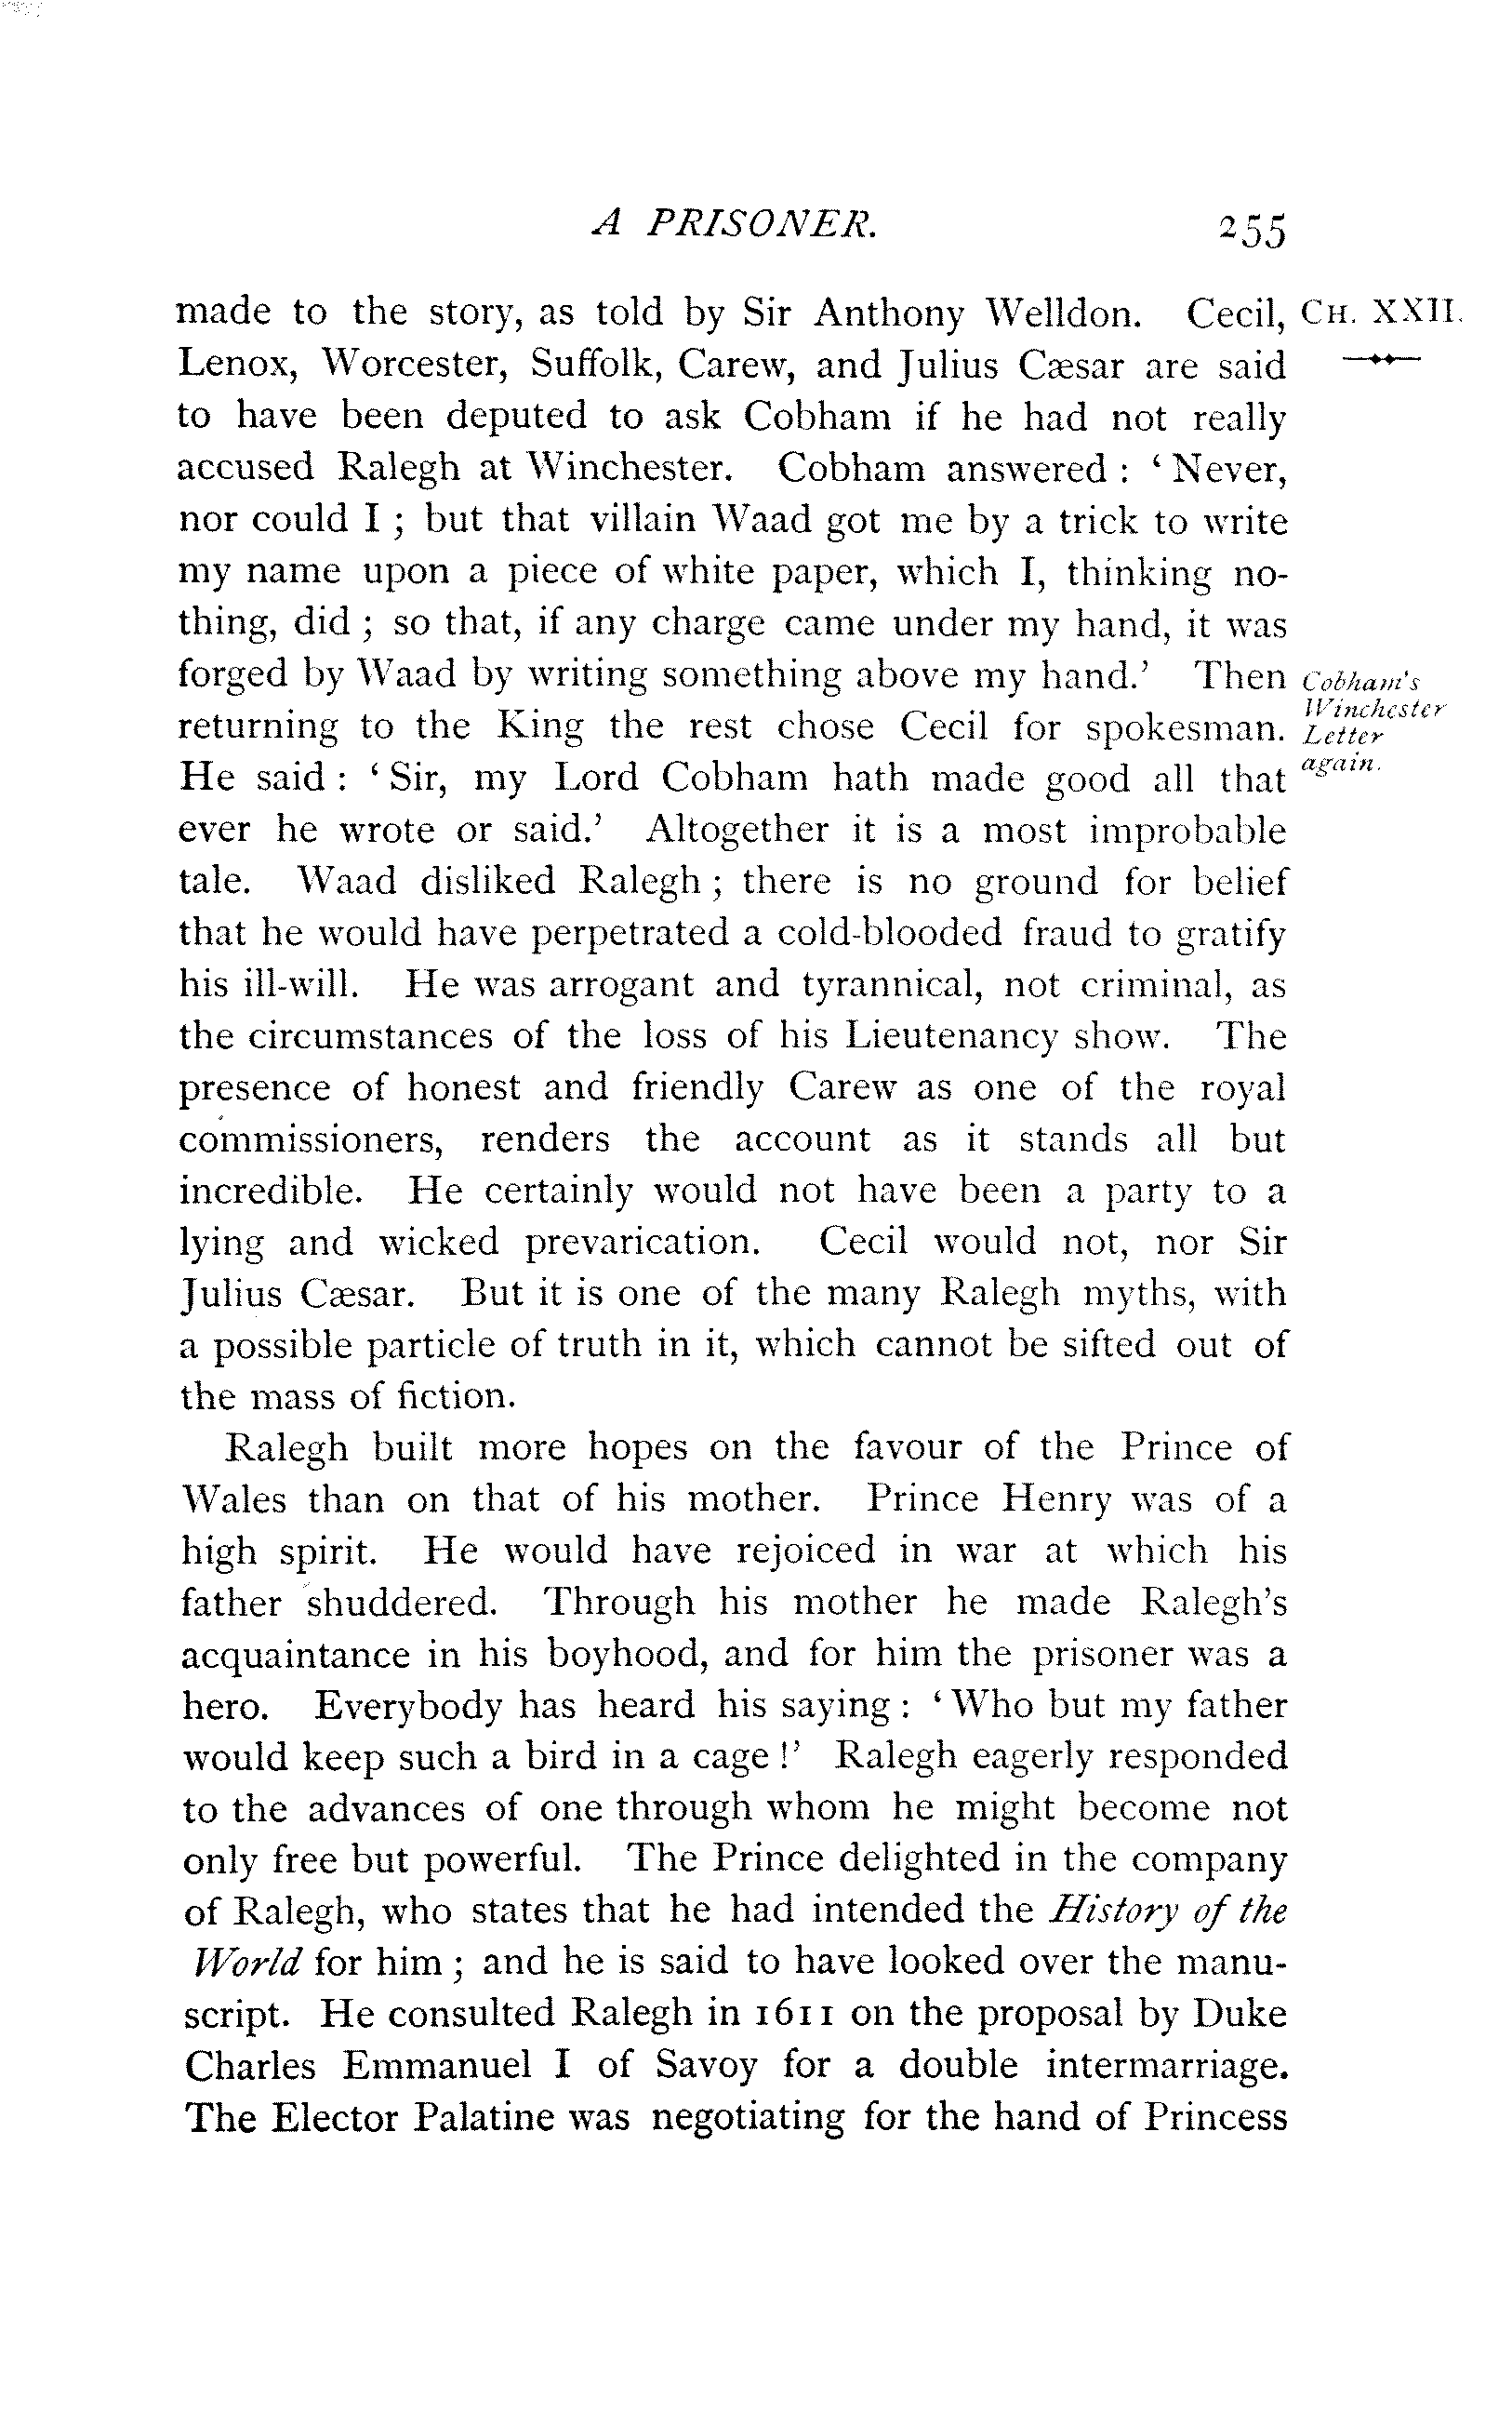 A PRISONER. 255
made to the story, as told by Sir Anthony Welldon. Cecil, CH. XXII.
Lenox, Worcester, Suffolk, Carew, and Julius Cæsar are said
to have been deputed to ask Cobham if he had not really
accused Ralegh at Winchester. Cobham answered : ‘ Never,
nor could I ; but that villain Waad got me by a trick to write
my name upon a piece of white paper, which I, thinking no-
thing, did ; so that, if any charge came under my hand, it was
forged by Waad by writing something above my hand.’ Then
returning to the King the rest chose Cecil for spokesman.
He said : ‘ Sir, my Lord Cobham hath made good all that
ever he wrote or said.’ Altogether it is a most improbable
tale. Waad disliked Ralegh ; there is no ground for belief
that he would have perpetrated a cold-blooded fraud to gratify
his ill-will. He was arrogant and tyrannical, not criminal, as
the circumstances of the loss of his Lieutenancy show. The
presence of honest and friendly Carew as one of the royal
commissioners, renders the account as it stands all but
incredible. He certainly would not have been a party to a
lying and wicked prevarication. Cecil would not, nor Sir
Julius Cæsar. But it is one of the many Ralegh myths, with
a possible particle of truth in it, which cannot be sifted out of
the mass of fiction.
Cobham's
Winchester
Letter
again.
Ralegh built more hopes on the favour of the Prince of
Wales than on that of his mother. Prince Henry was of a
high spirit. He would have rejoiced in war at which his
father shuddered. Through his mother he made Ralegh's
acquaintance in his boyhood, and for him the prisoner was a
hero. Everybody has heard his saying : ‘ Who but my father
would keep such a bird in a cage !’ Ralegh eagerly responded
to the advances of one through whom he might become not
only free but powerful. The Prince delighted in the company
of Ralegh, who states that he had intended the History of the
World for him ; and he is said to have looked over the manu-
script. He consulted Ralegh in 1611 on the proposal by Duke
Charles Emmanuel I of Savoy for a double intermarriage.
The Elector Palatine was negotiating for the hand of Princess